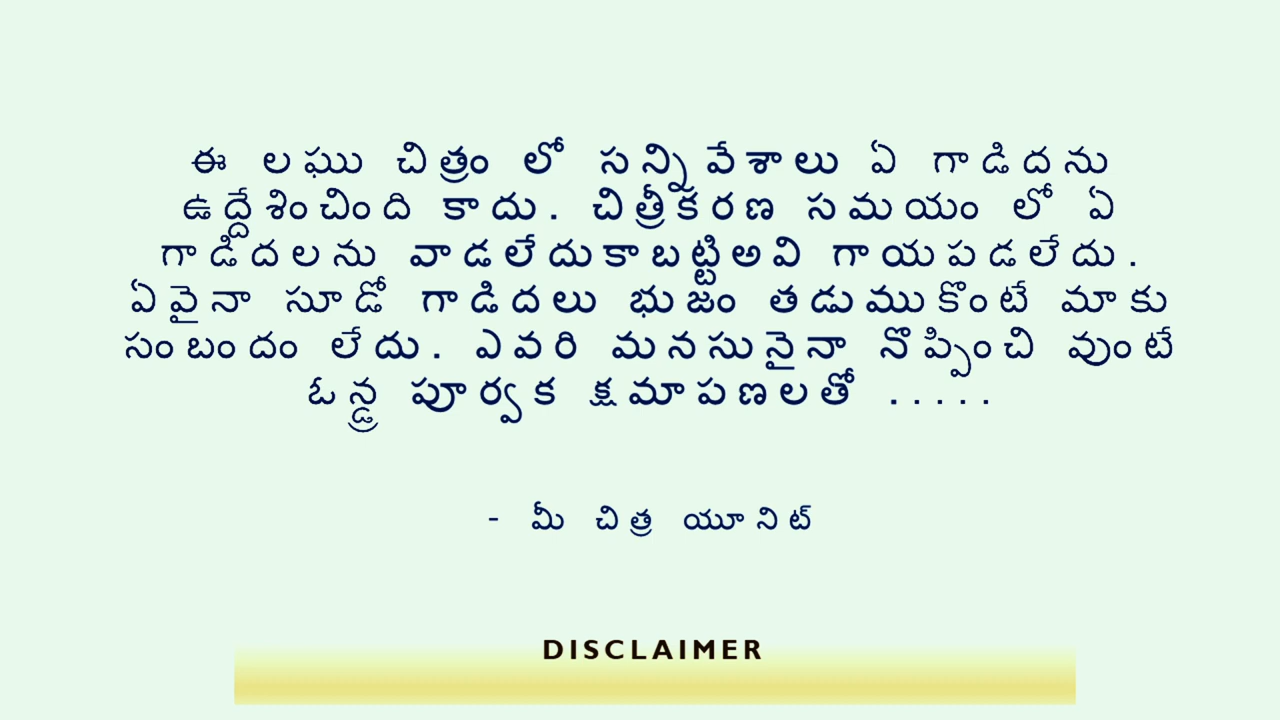 ఈ లఘు చిత్రం లో సన్నివేశాలు ఏ గాడిదను
ఉద్దేశించింది కాదు. చిత్రీకరణ సమయం లో ఏ
గాడిదలను వాడలేదుకాబట్టిఅవి గాయపడలేదు.
ఏవైనా సూడో గాడిదలు భుజం తడుముకొంటే మాకు
సంబందం లేదు. ఎవరి మనసునైనా నొప్పించి వుంటే
ఓన్డ్ర పూర్వక క్షమాపణలతో .....
- మీ చిత్ర యూనిట్
DISCLAIMER